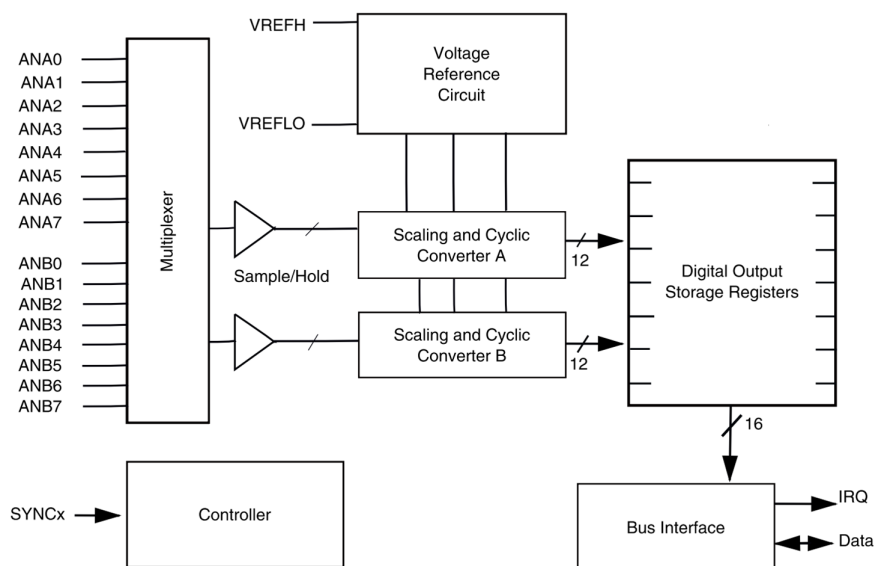 VREFH
Voltage
Reference
Circuit
VREFLO
ANA0
ANA1
ANA2
ANA3
ANA4
ANA5
ANA6
ANA7
ANB0
ANB1
ANB2
ANB3
ANB4
ANB5
ANB6
ANB7
Multiplexer
Sample/Hold
Scaling and Cyclic
Converter A
12
Scaling and Cyclic
Converter B
12
Digital Output
Storage Registers
16
SYNCx
Controller
Bus Interface
IRQ
Data